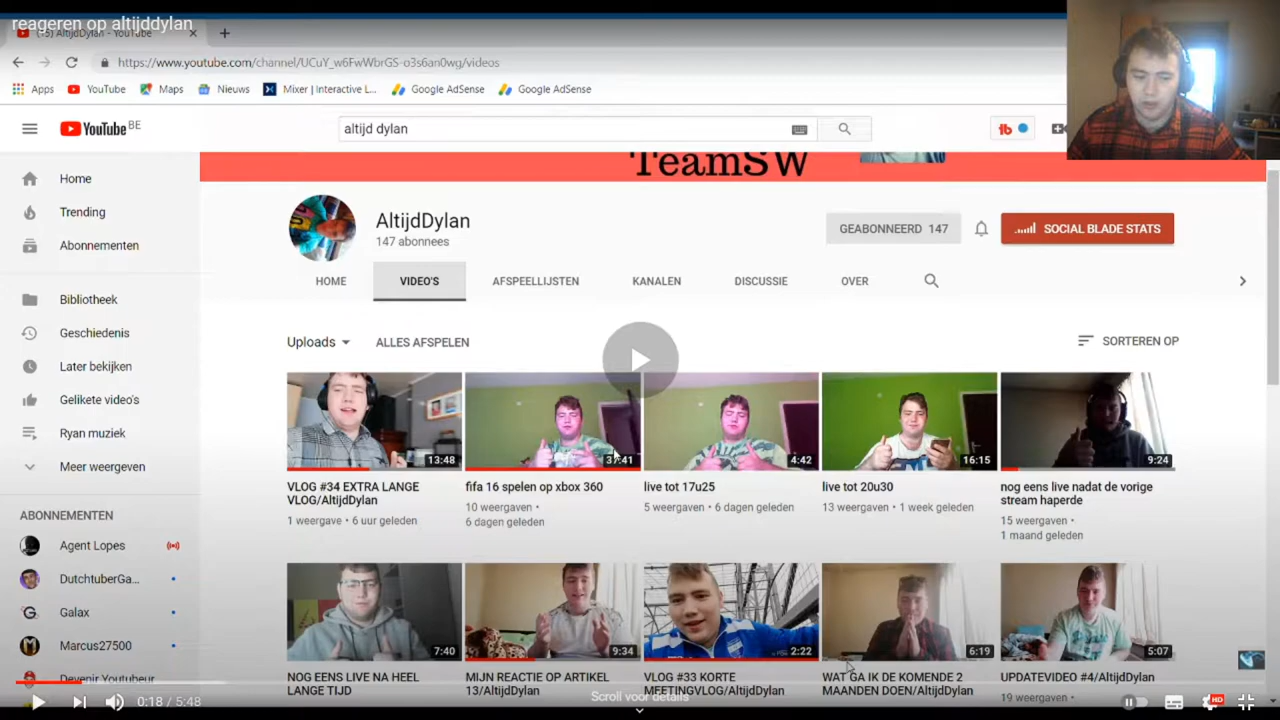 reageren op altijddylan
AltijdDylan - YouTube
https://www.youtube.com/channel/UCuY_w6FwWbrGS-o3s6an0wg/videos
Apps YouTube Maps Nieuws Mixer | Interactive L... Google AdSense Google AdSense
YouTube BE
altijd dylan
TeamSW
Home
Trending
Abonnementen
Bibliotheek
Geschiedenis
Later bekijken
Gelikete video's
Ryan muziek
Meer weergeven
ABONNEMENTEN
Agent Lopes
DutchtuberGa...
Galax
Marcus27500
Devenir Youtubeur
AltijdDylan
147 abonnees
GEABONNEERD 147
SOCIAL BLADE STATS
HOME VIDEO'S AFSPEELLIJSTEN KANALEN DISCUSSIE OVER
Uploads ALLES AFSPELEN SORTEREN OP
13:48
VLOG #34 EXTRA LANGE
VLOG/AltijdDylan
1 weergave • 6 uur geleden
37:41
fifa 16 spelen op xbox 360
10 weergaven •
6 dagen geleden
4:42
live tot 17u25
5 weergaven • 6 dagen geleden
16:15
live tot 20u30
13 weergaven • 1 week geleden
9:24
nog eens live nadat de vorige
stream haperde
15 weergaven •
1 maand geleden
7:40
NOG EENS LIVE NA HEEL
LANGE TIJD
9:34
MIJN REACTIE OP ARTIKEL
13/AltijdDylan
2:22
VLOG #33 KORTE
MEETINGVLOG/AltijdDylan
6:19
WAT GA IK DE KOMENDE 2
MAANDEN DOEN/AltijdDylan
5:07
UPDATEVIDEO #4/AltijdDylan
19 weergaven •
Scroll voor details
0:18 / 5:48
HD